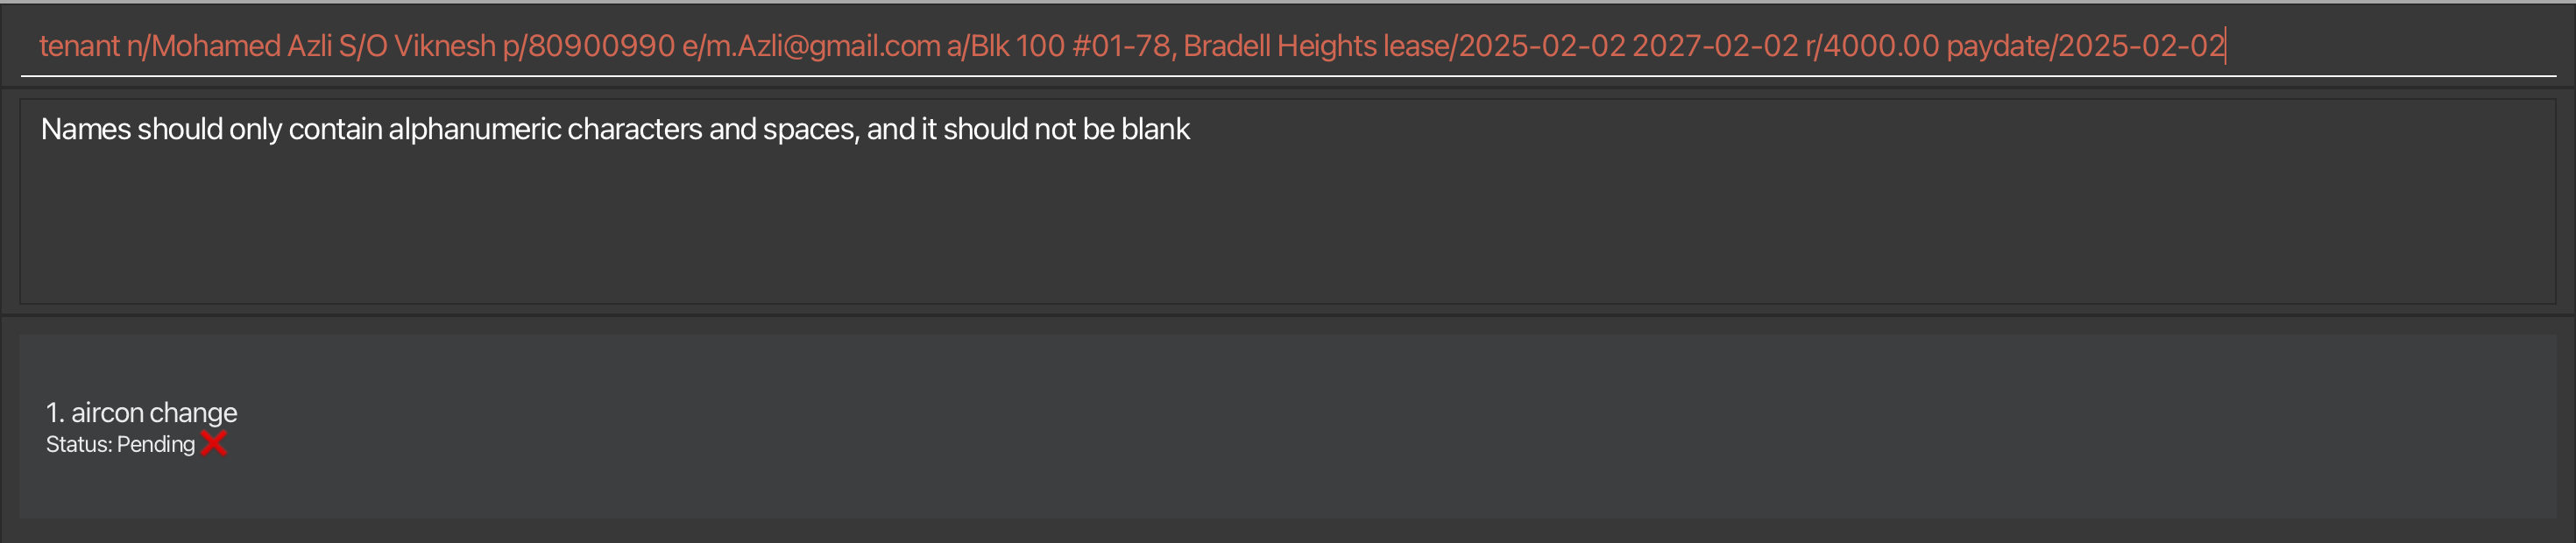 tenant n/Mohamed Azli S/O Viknesh p/80900990 e/m.Azli@gmail.com a/Blk 100 #01-78, Bradell Heights lease/2025-02-02 2027-02-02 r/4000.00 paydate/2025-02-02
Names should only contain alphanumeric characters and spaces, and it should not be blank
1. aircon change
Status: Pending ❌